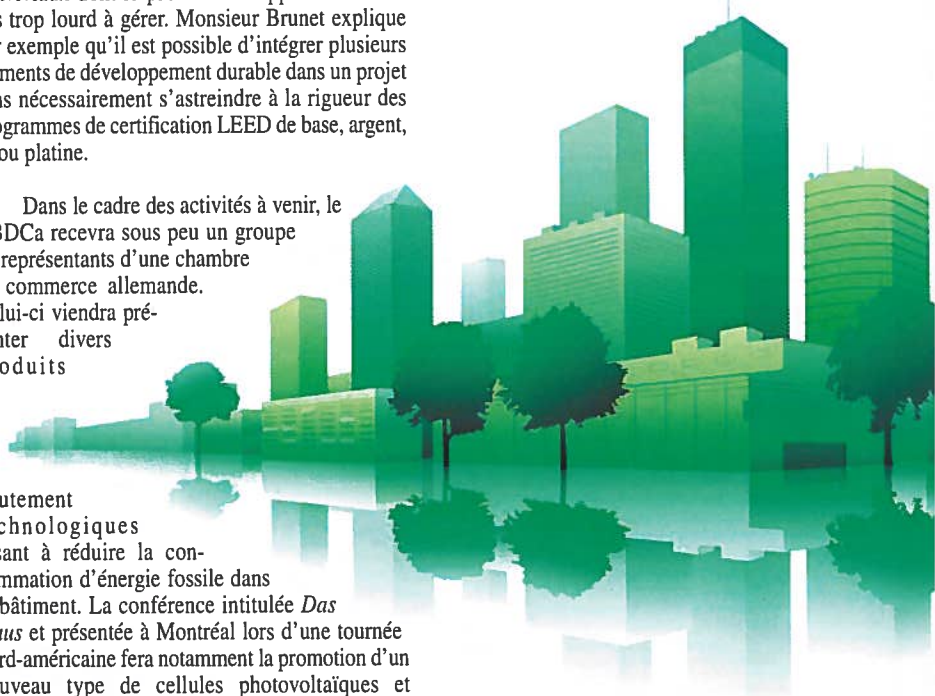 trop lourd à gérer. Monsieur Brunet explique
exemple qu'il est possible d'intégrer plusieurs
ments de développement durable dans un projet
ns nécessairement s'astreindre à la rigueur des
ogrammes de certification LEED de base, argent,
ou platine.
Dans le cadre des activités à venir, le
BDCa recevra sous peu un groupe
représentants d'une chambre
commerce allemande.
lui-ci viendra pré-
nter divers
oduits
utement
chnologiques
sant à réduire la con-
mmation d'énergie fossile dans
bâtiment. La conférence intitulée Das
aus et présentée à Montréal lors d'une tournée
rd-américaine fera notamment la promotion d'un
uveau type de cellules photovoltaïques et